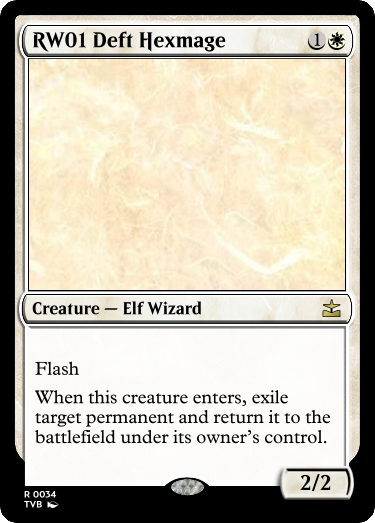 RW01 Deft Hexmage 1
Creature — Elf Wizard
Flash
When this creature enters, exile
target permanent and return it to the
battlefield under its owner's control.
2/2
R 0034
TVB